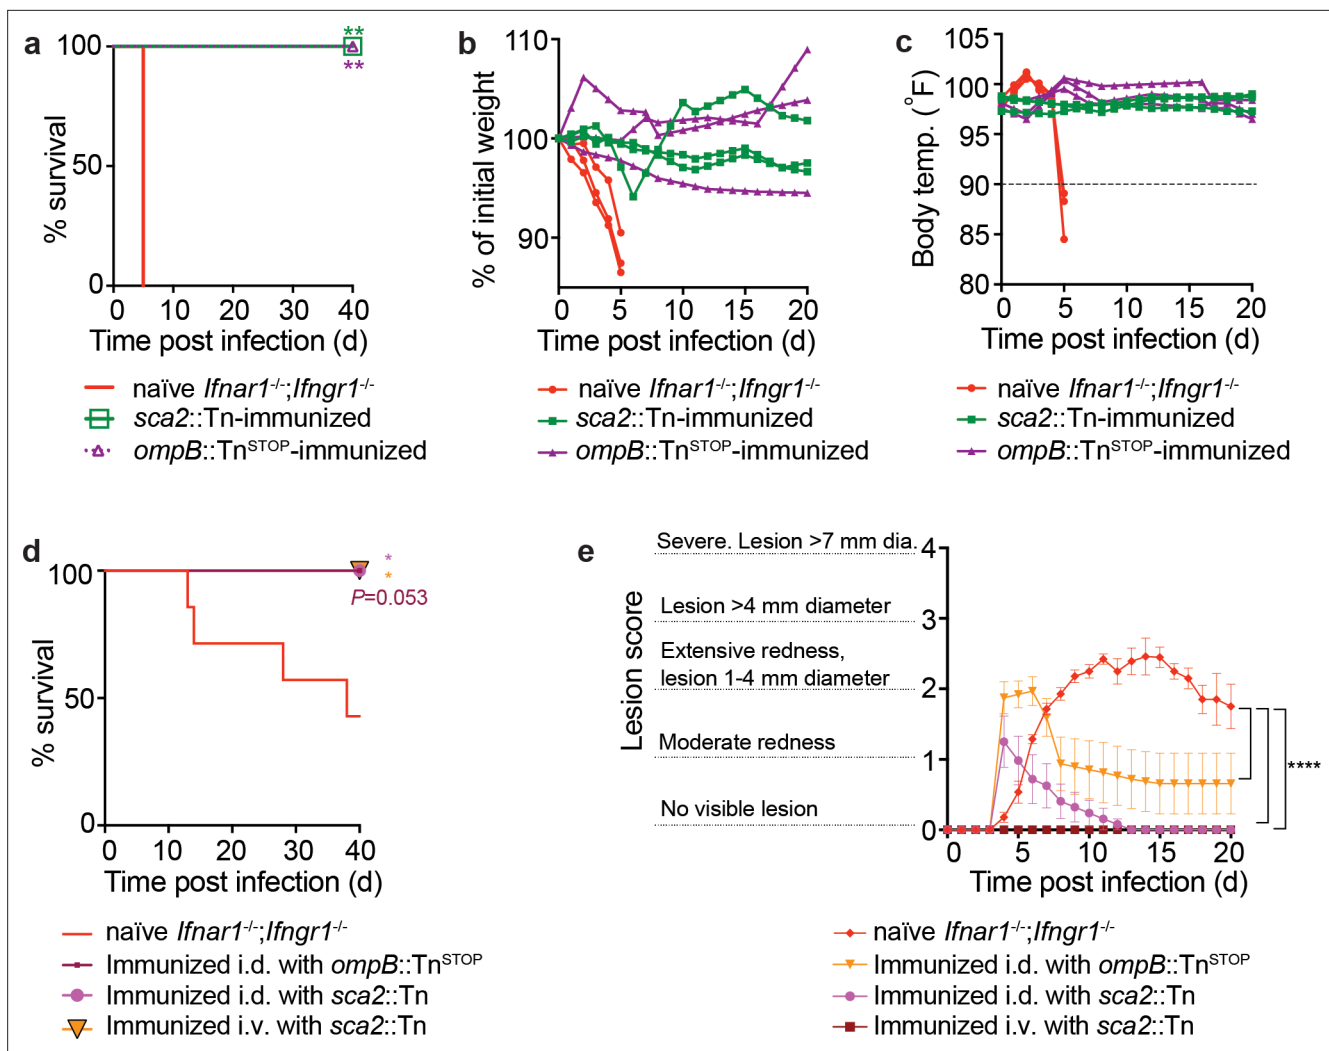 a
**
**
100
50
0
% survival
0 10 20 30 40
Time post infection (d)
naïve Ifnar1-/-;Ifngr1-/-
sca2::Tn-immunized
ompB::TnSTOP-immunized
b
110
100
90
% of initial weight
0 5 10 15 20
Time post infection (d)
naïve Ifnar1-/-;Ifngr1-/-
sca2::Tn-immunized
ompB::TnSTOP-immunized
c
105
100
95
90
85
80
Body temp. (°F)
0 5 10 15 20
Time post infection (d)
naïve Ifnar1-/-;Ifngr1-/-
sca2::Tn-immunized
ompB::TnSTOP-immunized
d
*
*
P=0.053
100
50
0
% survival
0 10 20 30 40
Time post infection (d)
naïve Ifnar1-/-;Ifngr1-/-
Immunized i.d. with ompB::TnSTOP
Immunized i.d. with sca2::Tn
Immunized i.v. with sca2::Tn
e
Severe. Lesion >7 mm dia.
Lesion >4 mm diameter
Extensive redness,
lesion 1-4 mm diameter
Moderate redness
No visible lesion
Lesion score
4
3
2
1
0
****
0 5 10 15 20
Time post infection (d)
naïve Ifnar1-/-;Ifngr1-/-
Immunized i.d. with ompB::TnSTOP
Immunized i.d. with sca2::Tn
Immunized i.v. with sca2::Tn